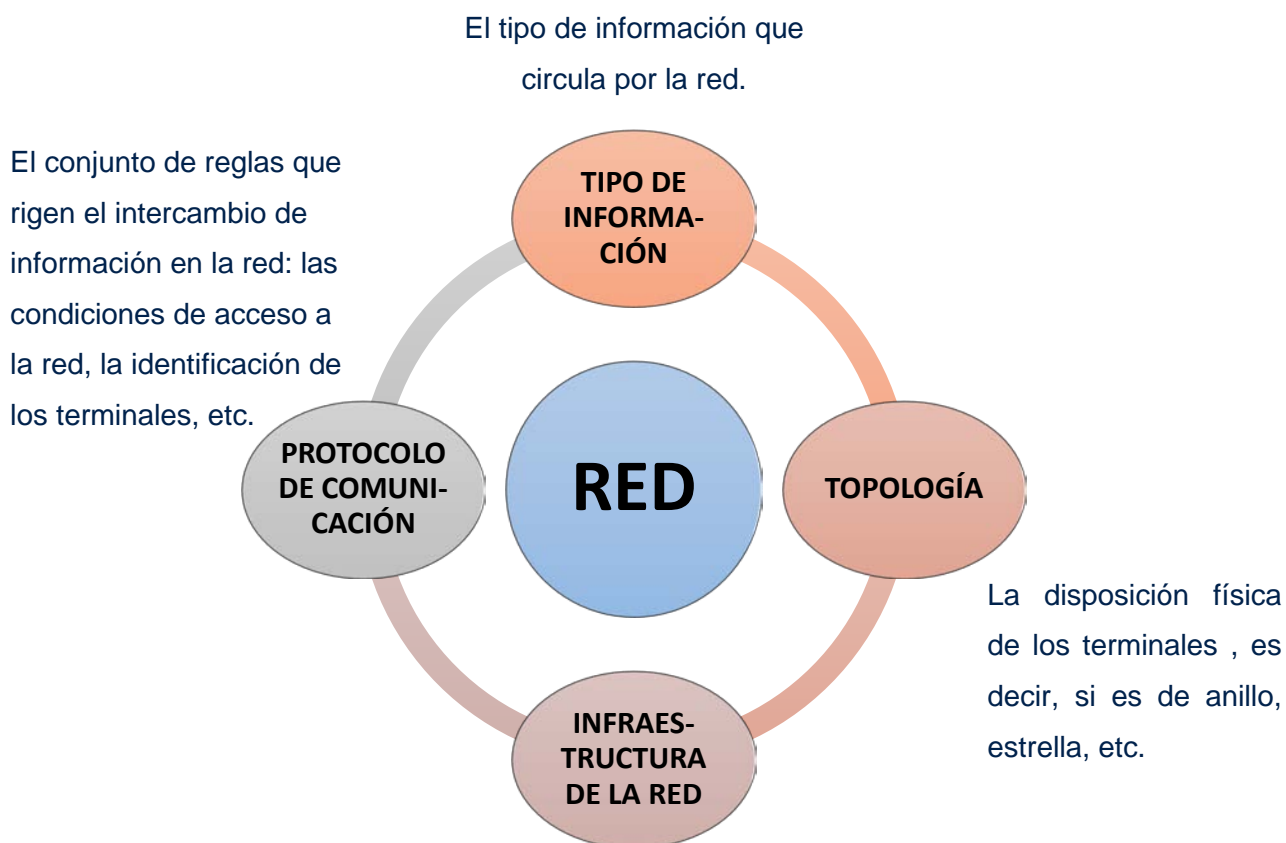 El tipo de información que
circula por la red.
El conjunto de reglas que
rigen el intercambio de
información en la red: las
condiciones de acceso a
la red, la identificación de
los terminales, etc.
TIPO DE
INFORMA-
CIÓN
PROTOCOLO
DE COMUNI-
CACIÓN
RED
TOPOLOGÍA
La disposición física
de los terminales , es
decir, si es de anillo,
estrella, etc.
INFRAES-
TRUCTURA
DE LA RED